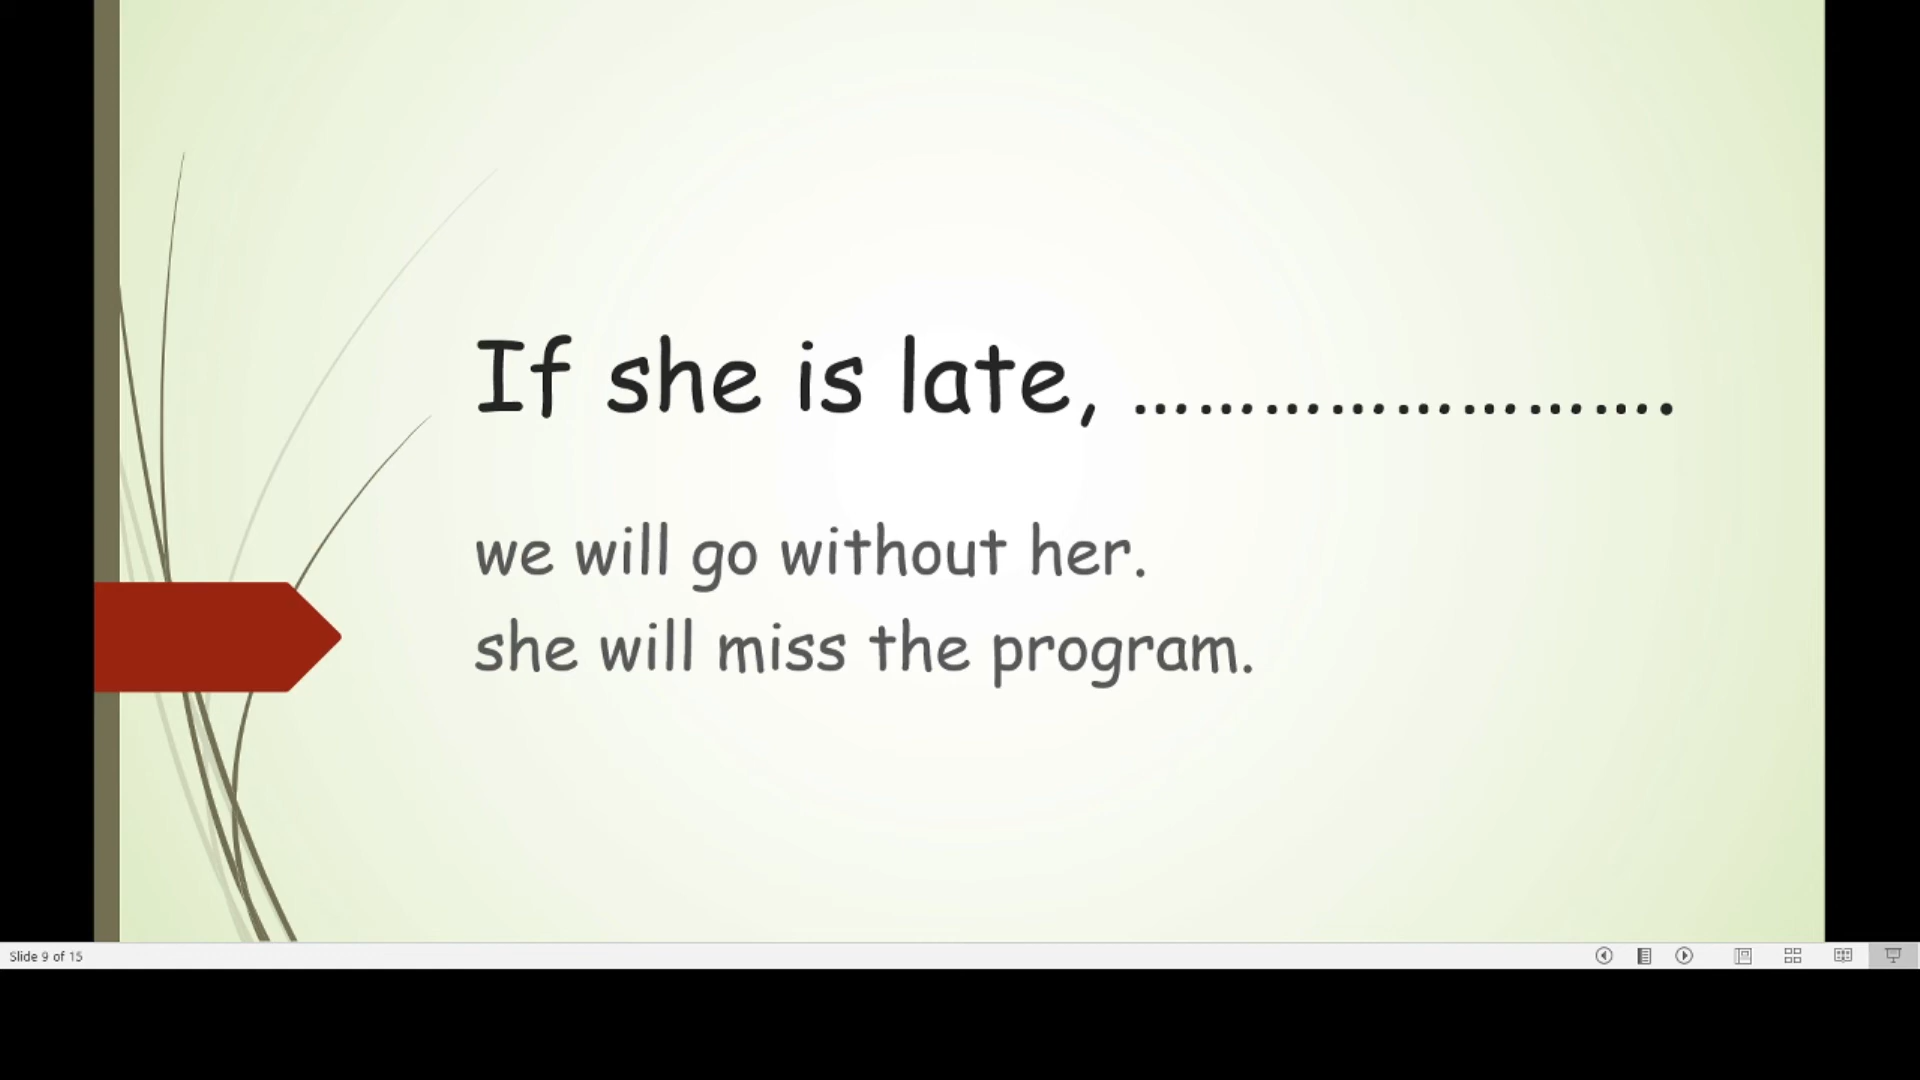 If she is late, …………………….
we will go without her.
she will miss the program.
Slide 9 of 15